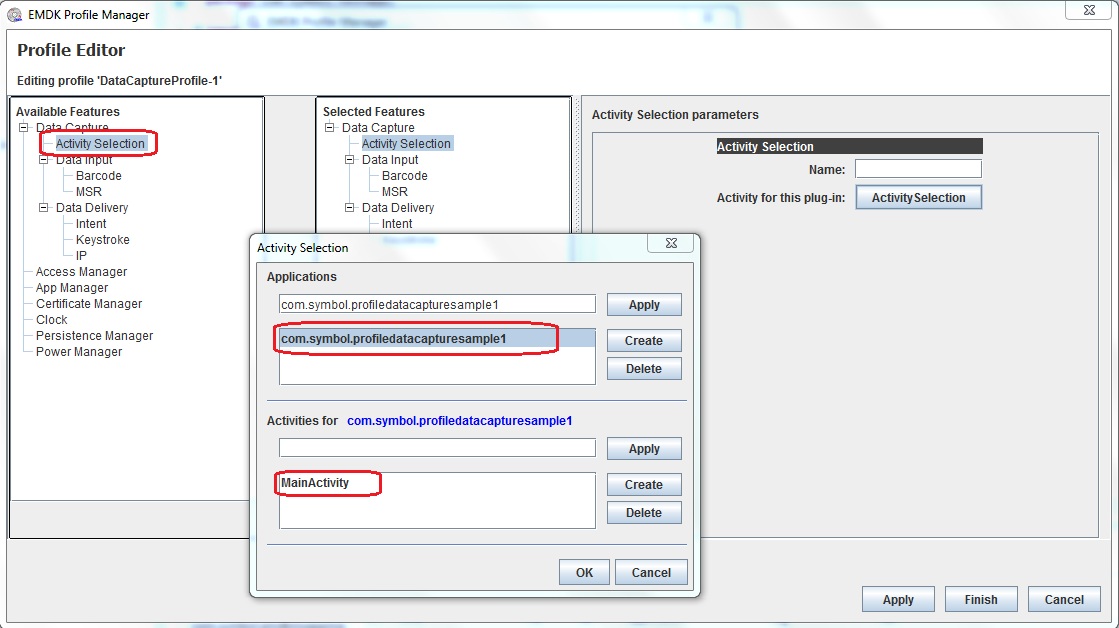 EMDK Profile Manager
Profile Editor
Editing profile 'DataCaptureProfile-1'
Available Features
Data Capture
Activity Selection
Data Input
Barcode
MSR
Data Delivery
Intent
Keystroke
IP
Access Manager
App Manager
Certificate Manager
Clock
Persistence Manager
Power Manager
Selected Features
Data Capture
Activity Selection
Data Input
Barcode
MSR
Data Delivery
Intent
Activity Selection parameters
Activity Selection
Name:
Activity for this plug-in: ActivitySelection
Activity Selection
Applications
com.symbol.profiledatacapturesample1 Apply
com.symbol.profiledatacapturesample1 Create
Delete
Activities for com.symbol.profiledatacapturesample1
Apply
MainActivity Create
Delete
OK Cancel
Apply Finish Cancel